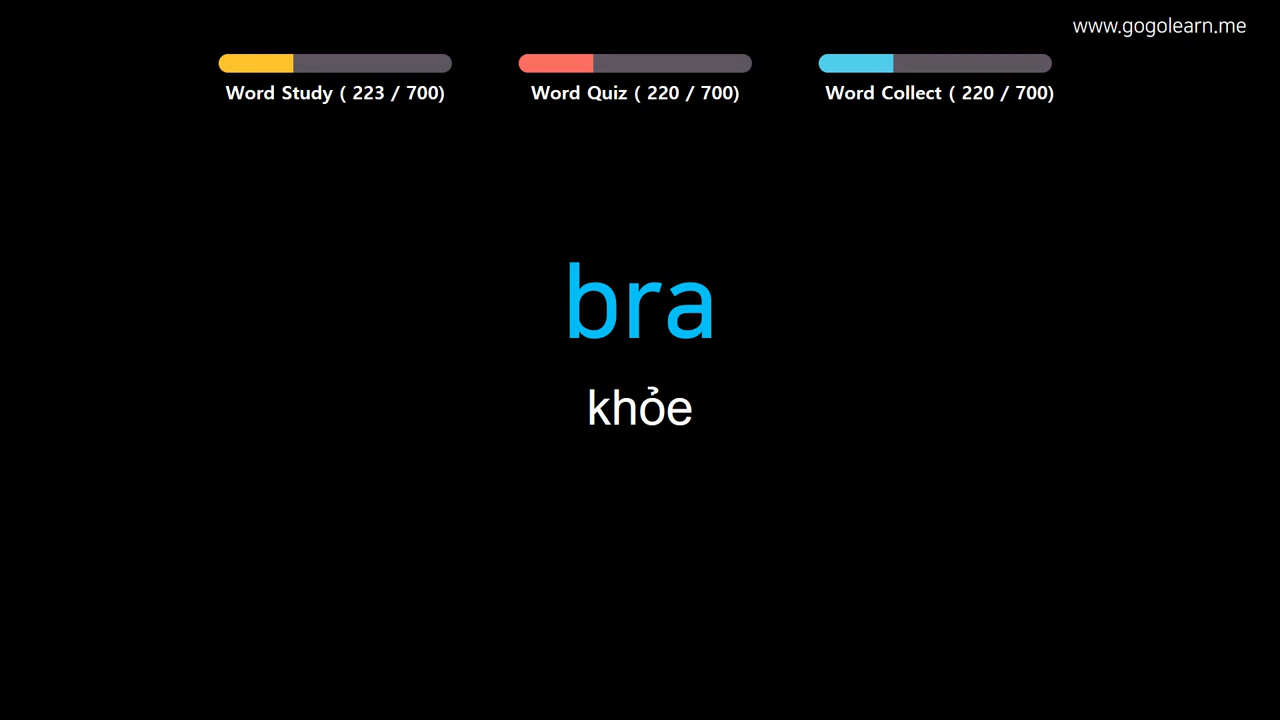 www.gogolearn.me
Word Study ( 223 / 700)
Word Quiz ( 220 / 700)
Word Collect ( 220 / 700)
bra
khỏe